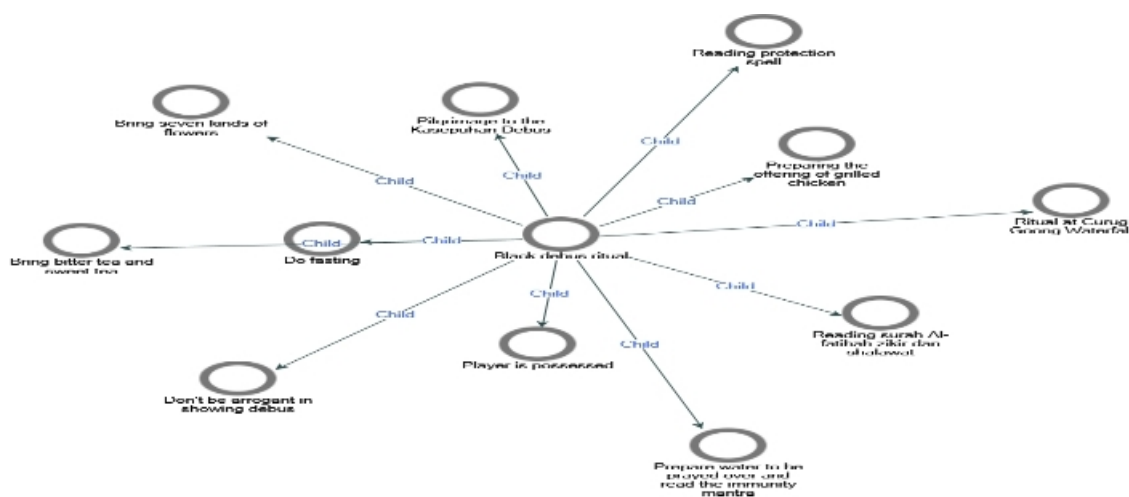 Reading protection
spell
Bring seven kinds of
flowers
Pilgrimage to the
Kasepuhan Debus
Child
Preparing the
offering of grilled
chicken
Child
Child
Child
Ritual at Curug
Goong Waterfall
Child
Bring bitter tea and
sweet tea
Child
Do fasting
Child
Black debus ritual
Child
Child
Child
Reading surah Al-
fatihah zikir dan
shalawat
Child
Player is possessed
Don't be arrogant in
showing debus
Prepare water to be
prayed over and
read the immunity
mantra